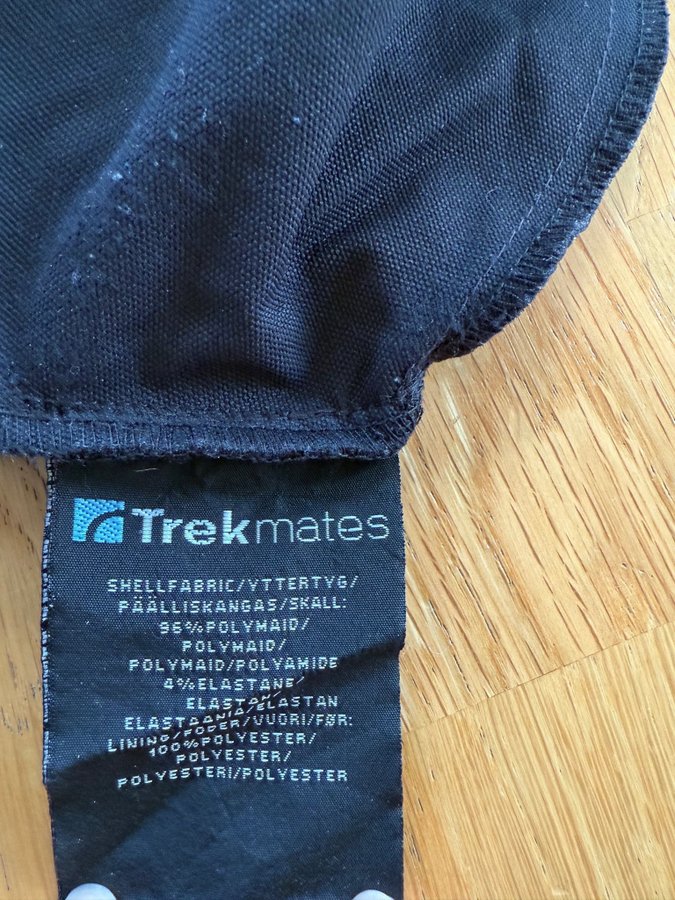 Trekmates
SHELLFABRIC/YTTERTYG/
PÄÄLLISKANGAS/SKALL:
96%POLYMAID/
POLYMAID/
POLYMAID/POLYAMIDE
4%ELASTANE/
ELASTAN/
ELASTAANIA/ELASTAN
LINING/FODER/VUORI/FØR:
100%POLYESTER/
POLYESTER/
POLYESTERI/POLYESTER